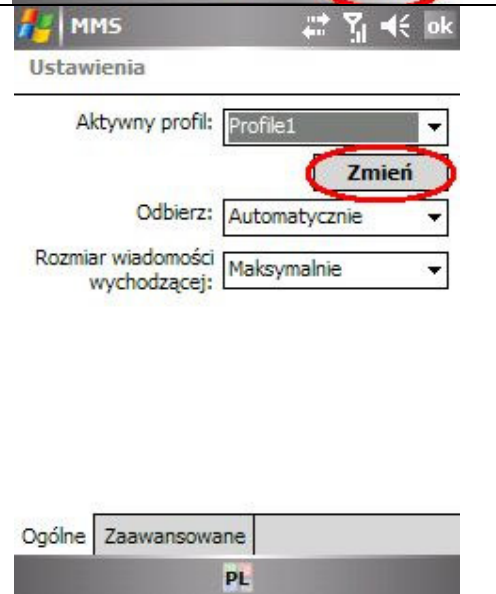 MMS ok
Ustawienia
Aktywny profil: Profile1
Zmień
Odbierz: Automatycznie
Rozmiar wiadomości
wychodzącej: Maksymalnie
Ogólne Zaawansowane
PL